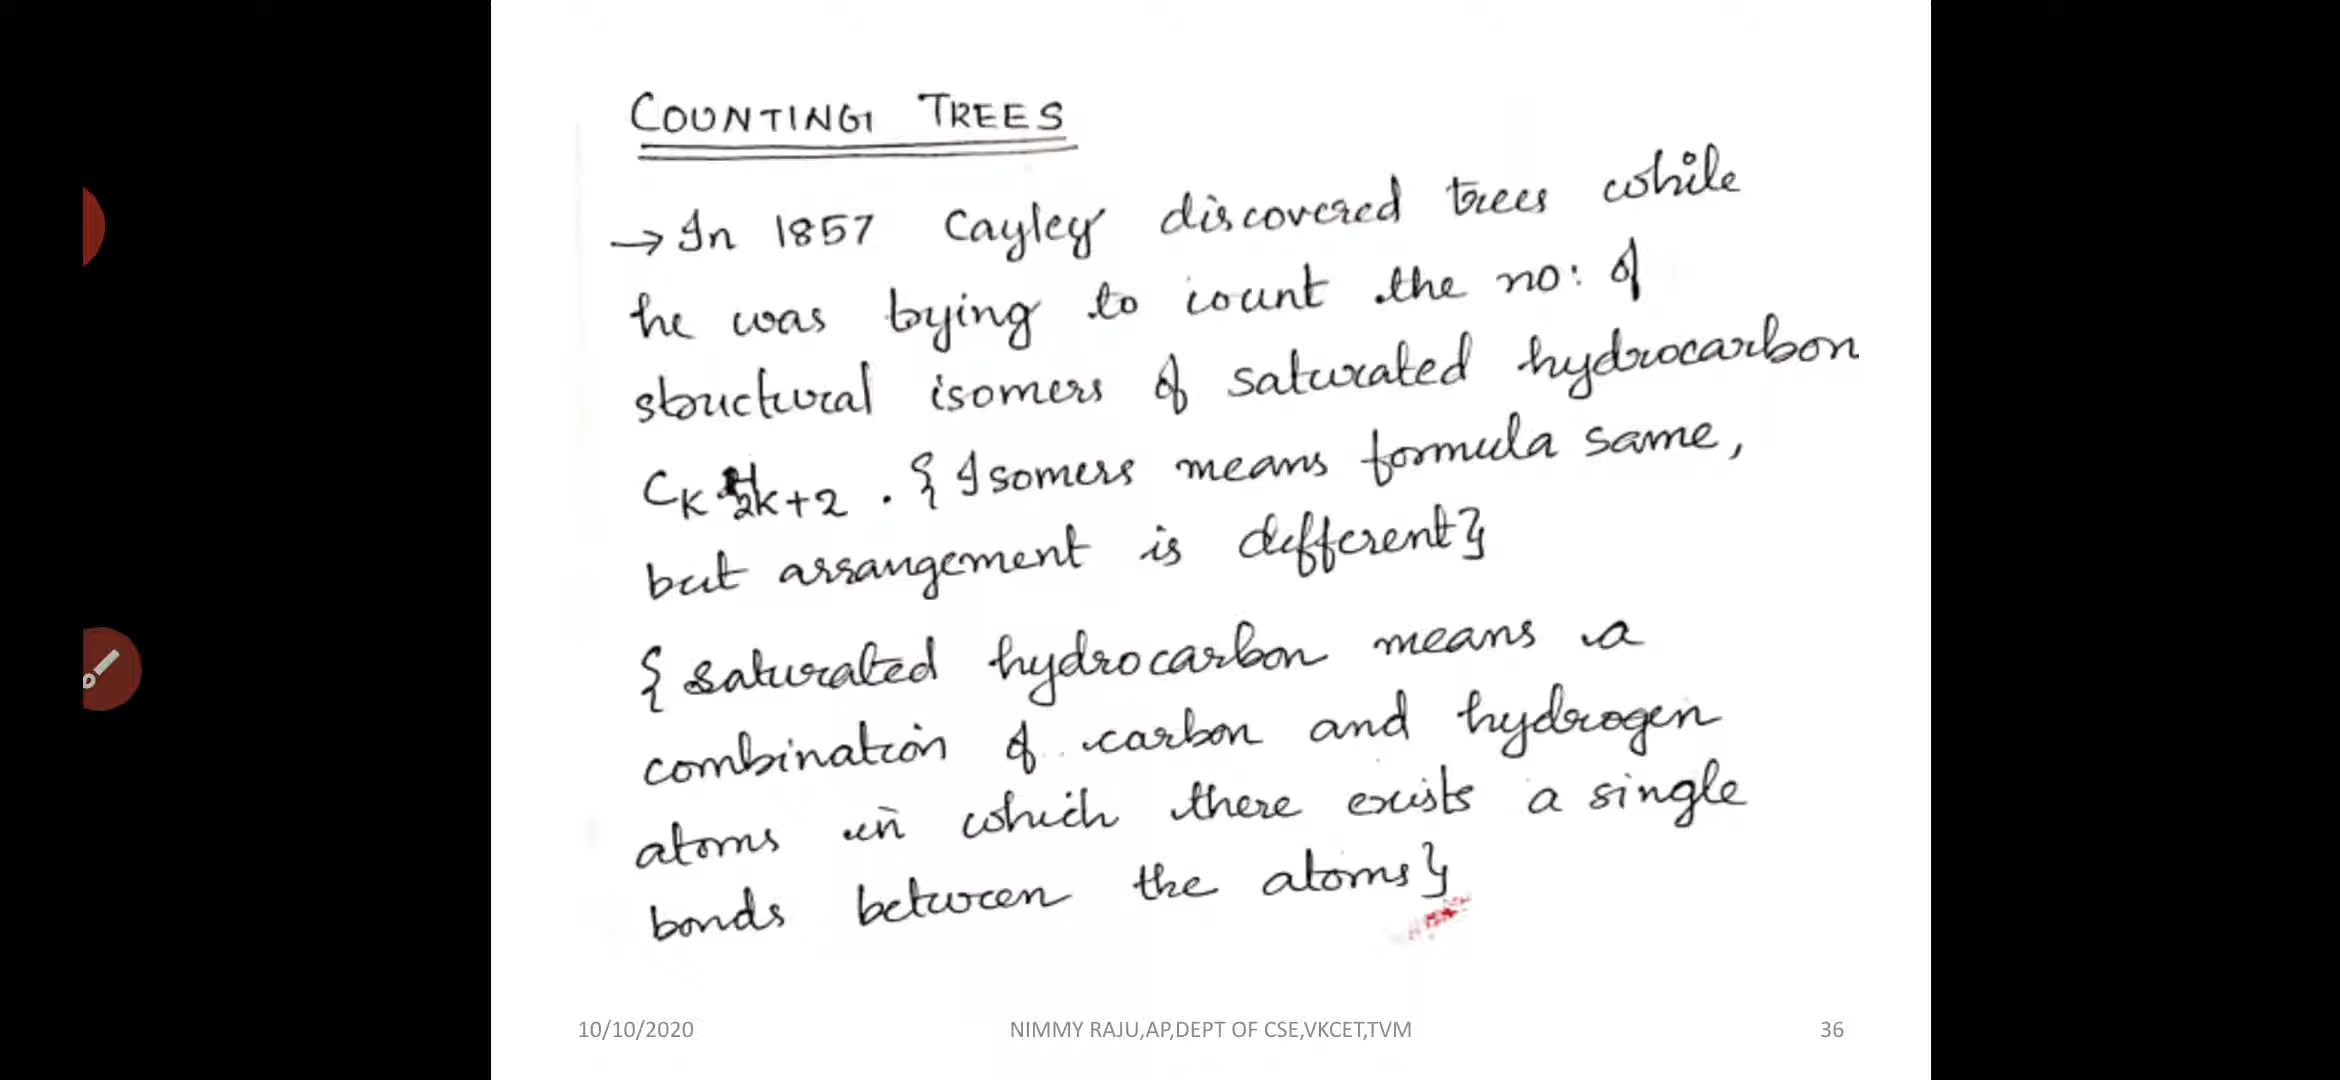 COUNTING TREES
→ In 1857 Cayley discovered trees while
he was trying to count the no: of
structural isomers of saturated hydrocarbon
CkH2k+2 . {Isomers means formula same,
but arrangement is different}
{saturated hydrocarbon means a
combination of carbon and hydrogen
atoms in which there exists a single
bonds between the atoms}
10/10/2020 NIMMY RAJU,AP,DEPT OF CSE,VKCET,TVM 36